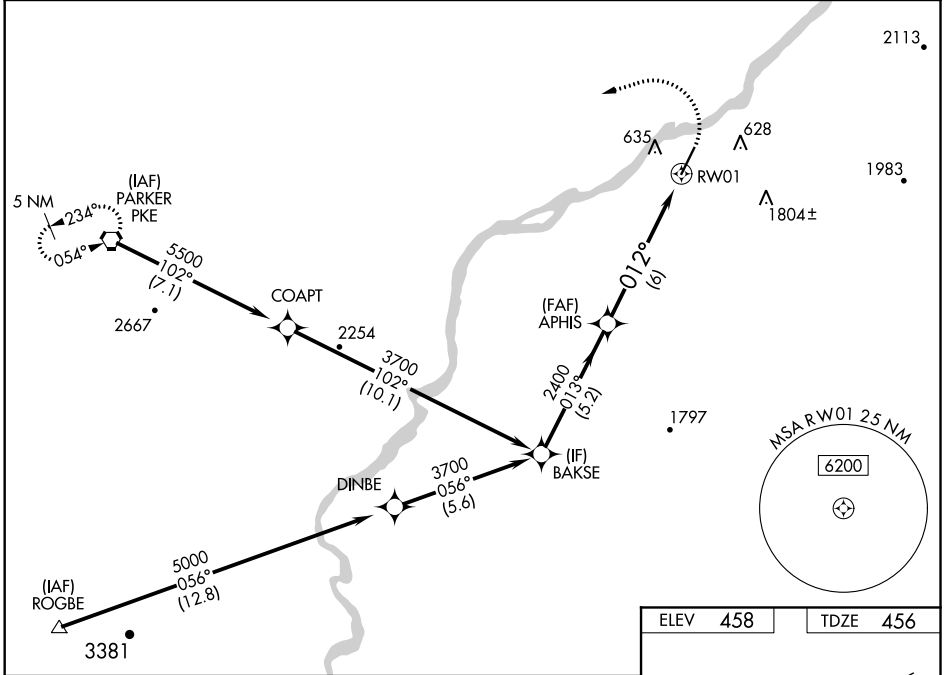 2113
635
628
1983
RW01
1804±
(IAF)
PARKER
PKE
5 NM
234°
054°
5500
102°
(7.1)
COAPT
2667
2254
3700
102°
(10.1)
012°
(6)
(FAF)
APHIS
2400
013°
(5.2)
1797
(IF)
BAKSE
DINBE
3700
056°
(5.6)
MSA RW01 25 NM
6200
5000
056°
(12.8)
(IAF)
ROGBE
3381
ELEV 458
TDZE 456